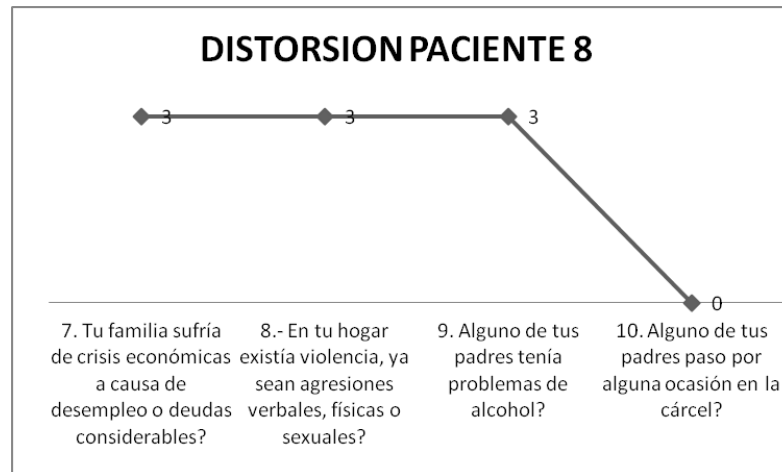 DISTORSION PACIENTE 8
3
3
3
0
7. Tu familia sufría
de crisis económicas
a causa de
desempleo o deudas
considerables?
8.- En tu hogar
existía violencia, ya
sean agresiones
verbales, físicas o
sexuales?
9. Alguno de tus
padres tenía
problemas de
alcohol?
10. Alguno de tus
padres paso por
alguna ocasión en la
cárcel?